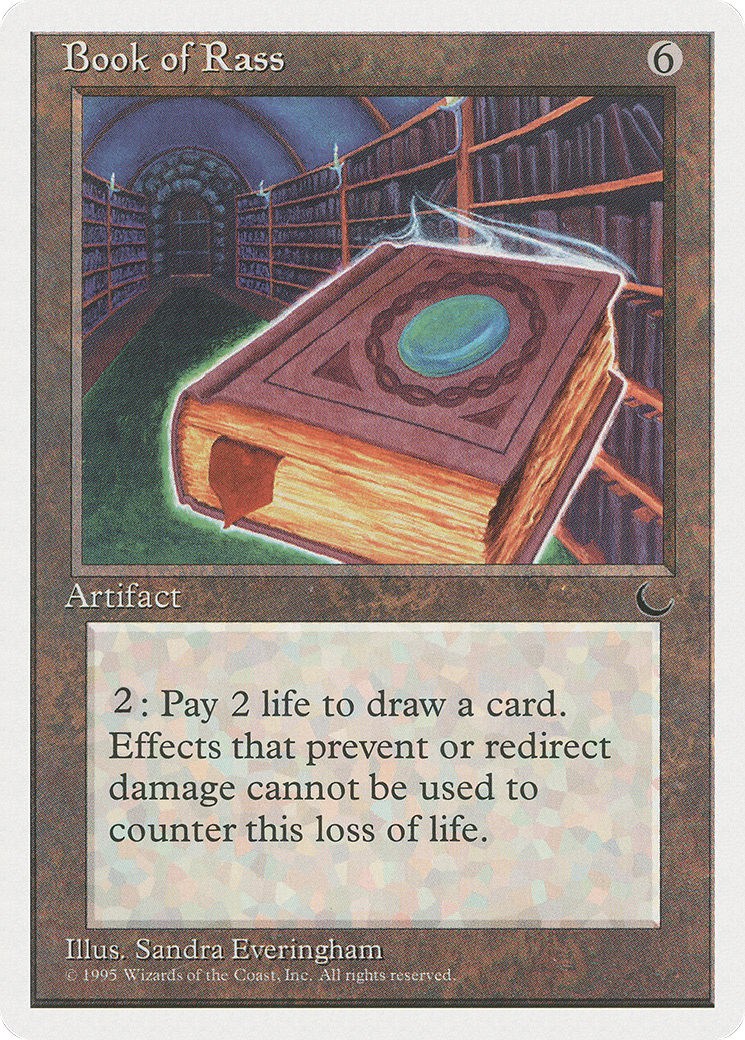 Book of Rass 6
Artifact
2: Pay 2 life to draw a card.
Effects that prevent or redirect
damage cannot be used to
counter this loss of life.
Illus. Sandra Everingham
© 1995 Wizards of the Coast, Inc. All rights reserved.